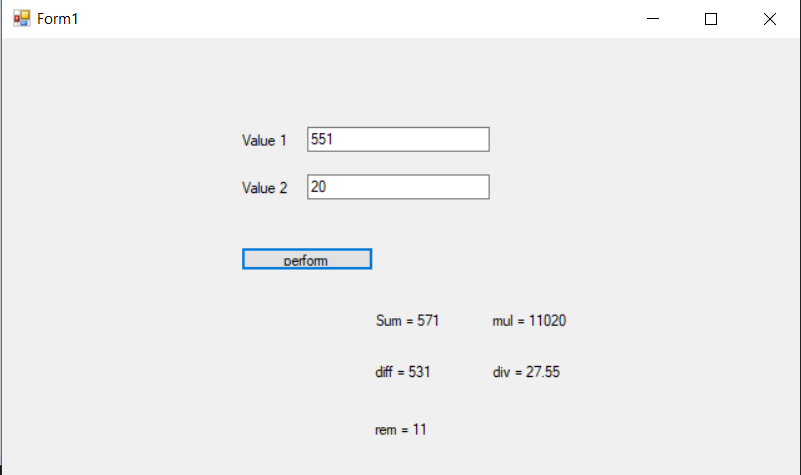 Form1
Value 1 551
Value 2 20
perform
Sum = 571 mul = 11020
diff = 531 div = 27.55
rem = 11